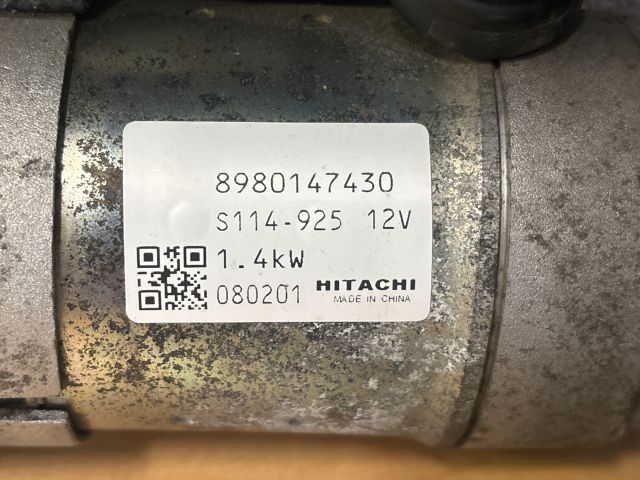 8980147430
S114-925 12V
1.4kW
080201 HITACHI
MADE IN CHINA